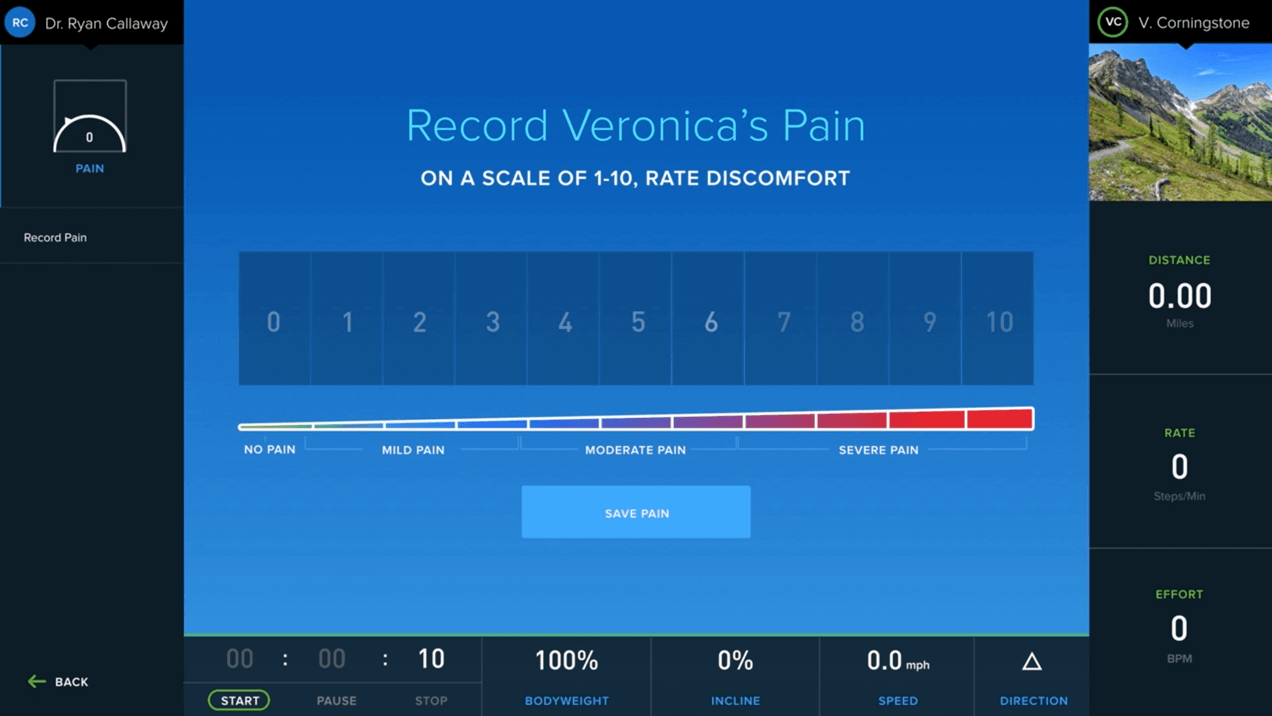 RC Dr. Ryan Callaway
0
PAIN
Record Pain
BACK
Record Veronica's Pain
ON A SCALE OF 1-10, RATE DISCOMFORT
0 1 2 3 4 5 6 7 8 9 10
NO PAIN MILD PAIN MODERATE PAIN SEVERE PAIN
SAVE PAIN
00 : 00 : 10
START PAUSE STOP
100%
BODYWEIGHT
0%
INCLINE
0.0 mph
SPEED
DIRECTION
VC V. Corningstone
DISTANCE
0.00
Miles
RATE
0
Steps/Min
EFFORT
0
BPM